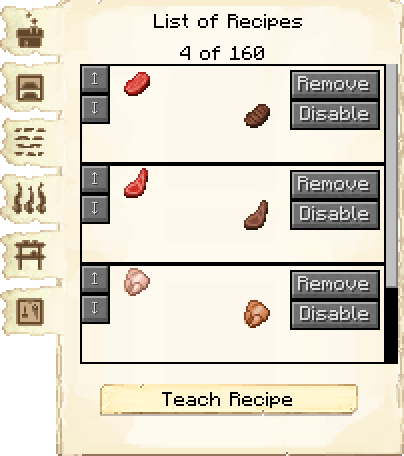 List of Recipes
4 of 160
Remove
Disable
Remove
Disable
Remove
Disable
Teach Recipe